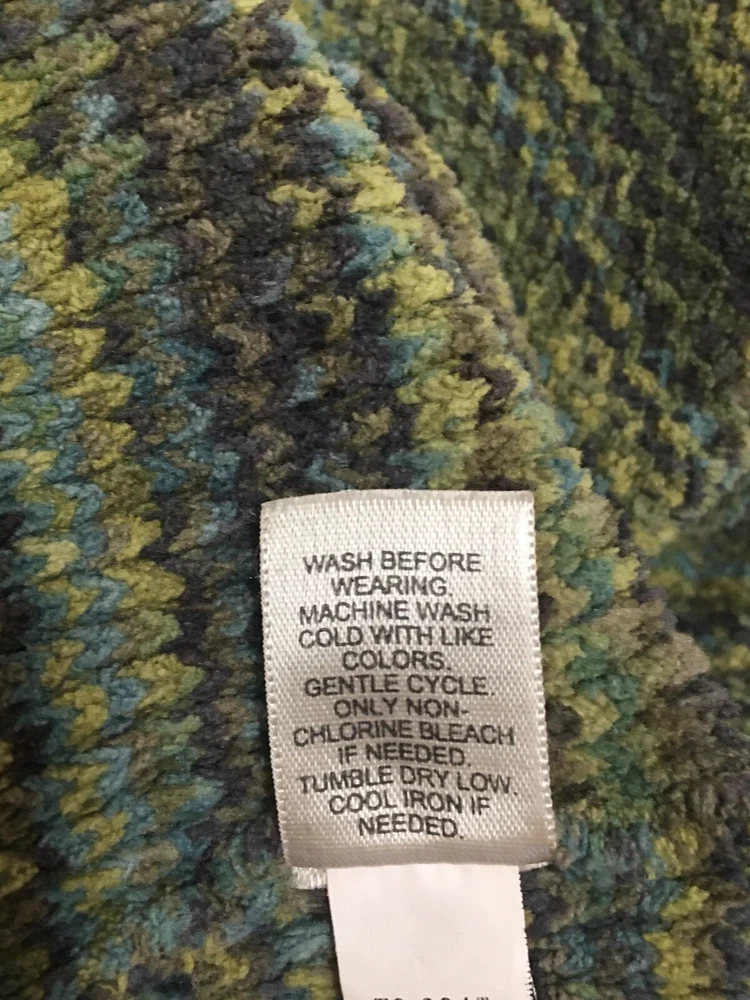 WASH BEFORE
WEARING.
MACHINE WASH
COLD WITH LIKE
COLORS.
GENTLE CYCLE.
ONLY NON-
CHLORINE BLEACH
IF NEEDED.
TUMBLE DRY LOW.
COOL IRON IF
NEEDED.